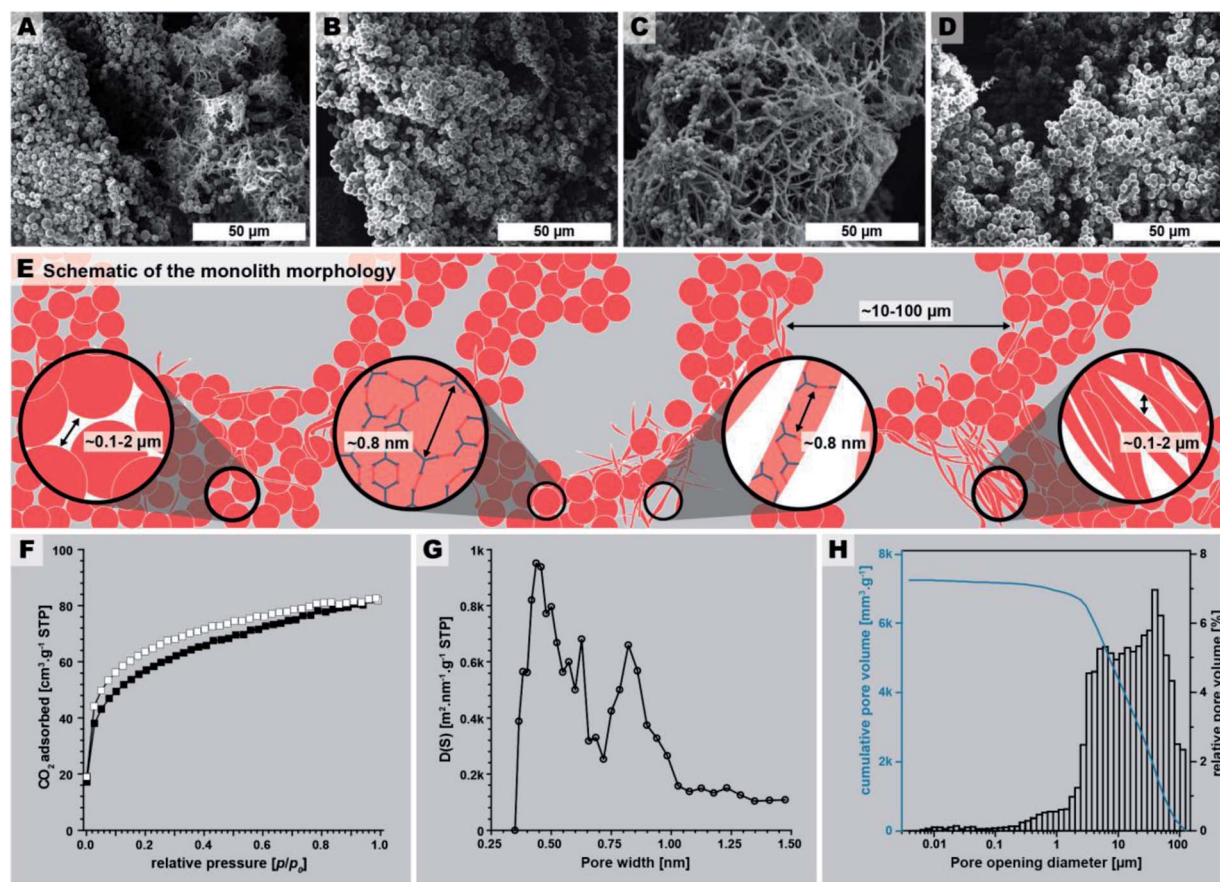 A
50 µm
B
50 µm
C
50 µm
D
50 µm
E Schematic of the monolith morphology
~10-100 µm
~0.1-2 µm
~0.8 nm
~0.8 nm
~0.1-2 µm
F
CO₂ adsorbed [cm³.g⁻¹ STP]
100
80
60
40
20
0
0.0 0.2 0.4 0.6 0.8 1.0
relative pressure [p/p₀]
G
D(S) [m².nm⁻¹.g⁻¹ STP]
1k
0.8k
0.6k
0.4k
0.2k
0
0.25 0.50 0.75 1.00 1.25 1.50
Pore width [nm]
H
cumulative pore volume [mm³.g⁻¹]
8k
6k
4k
2k
0
8
6
4
2
0
relative pore volume [%]
0.01 0.1 1 10 100
Pore opening diameter [µm]